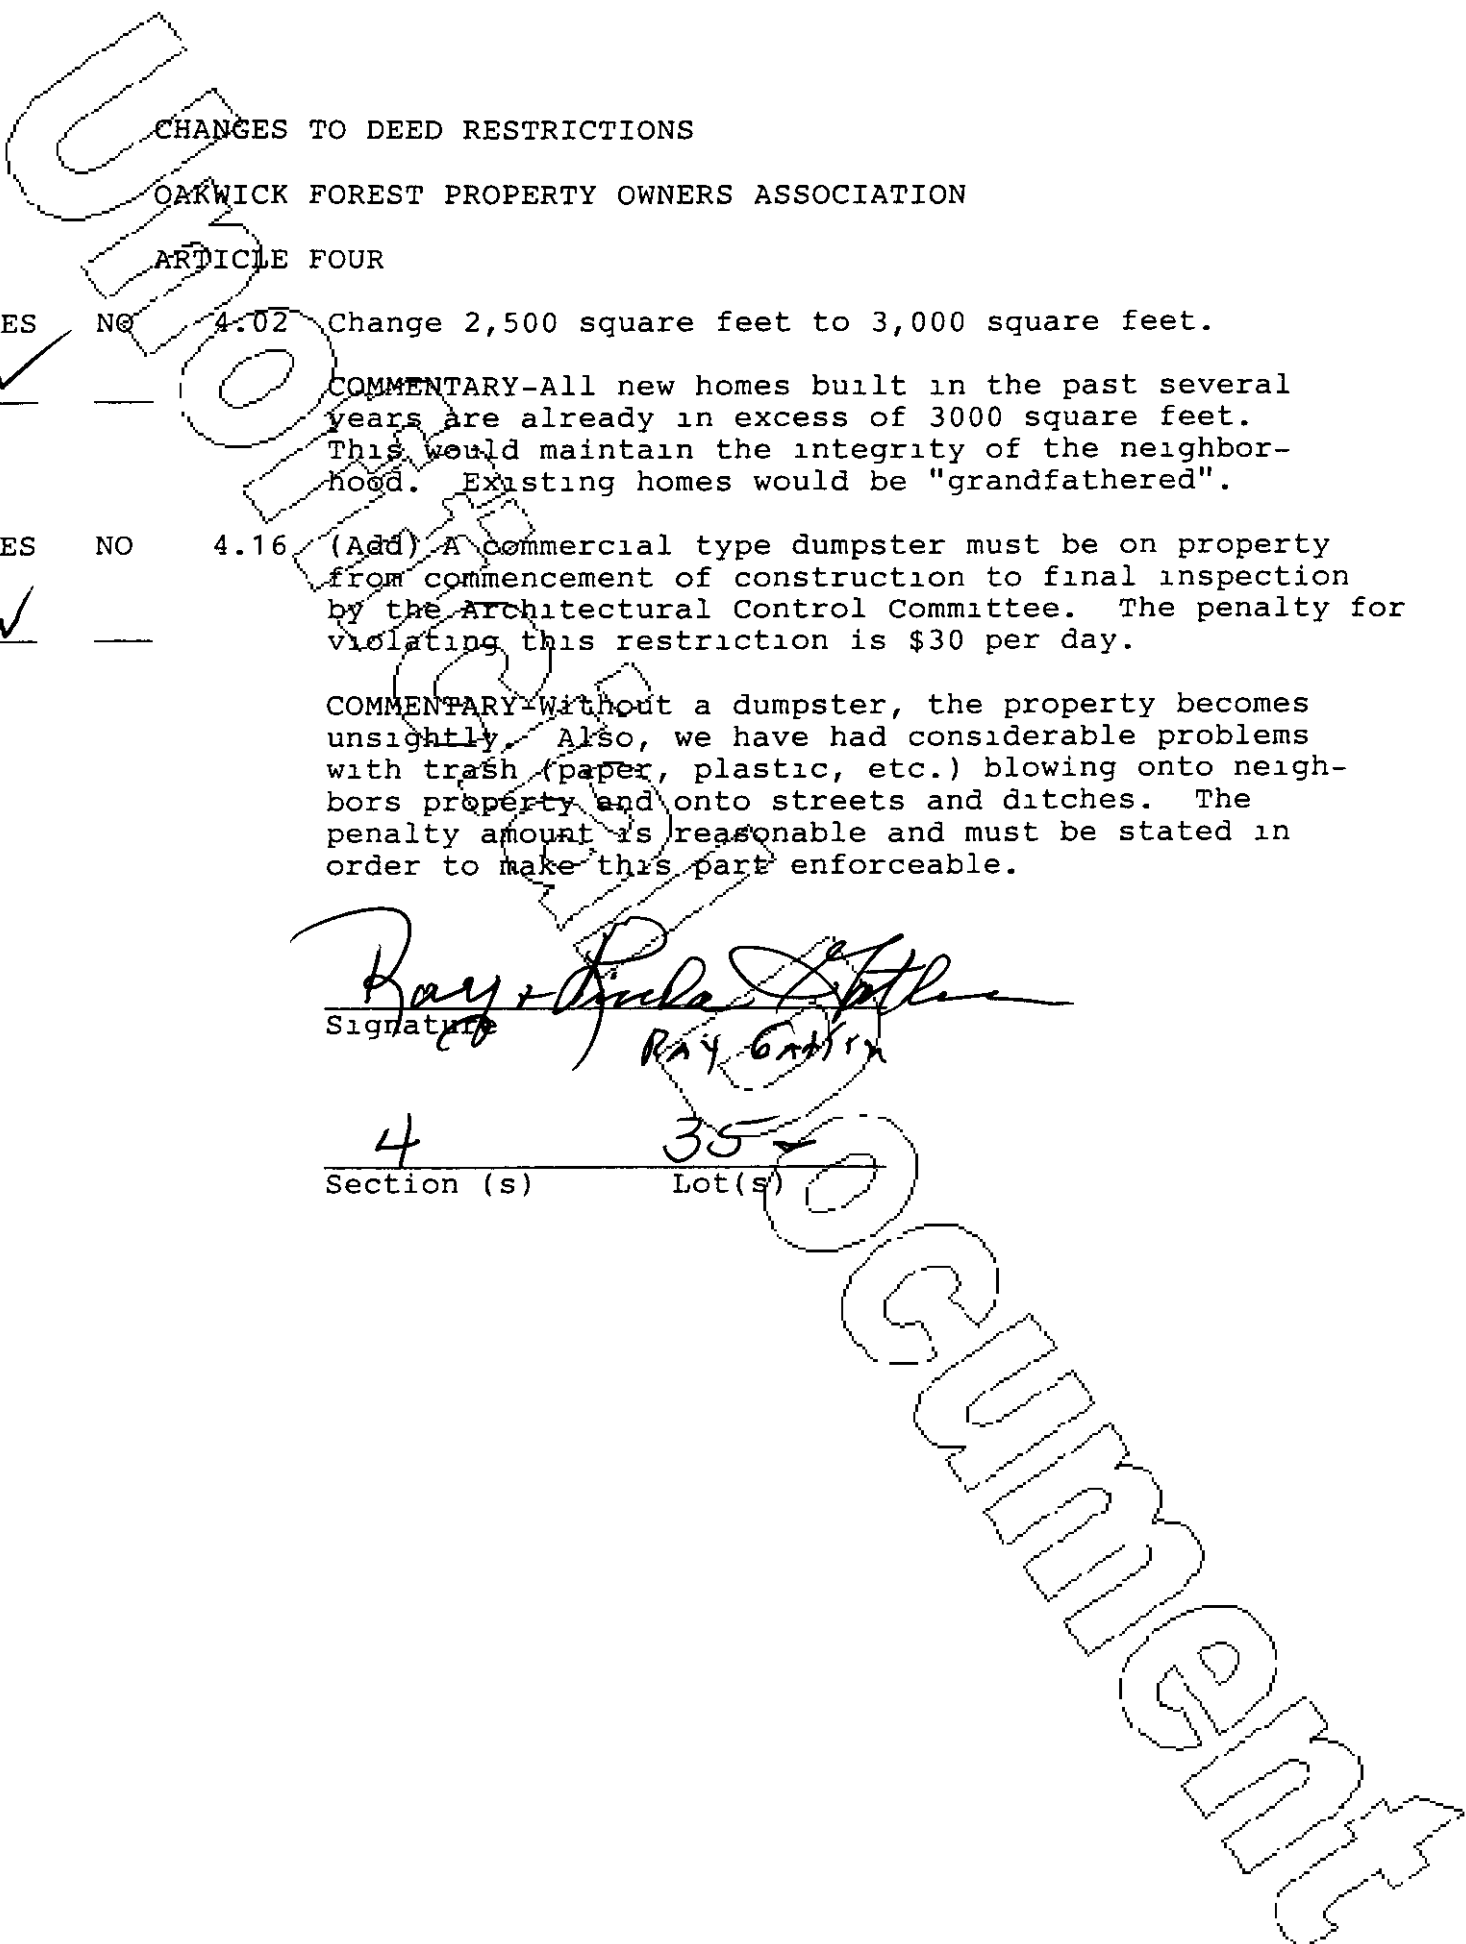 CHANGES TO DEED RESTRICTIONS
OAKWICK FOREST PROPERTY OWNERS ASSOCIATION
ARTICLE FOUR
ES NO 4.02 Change 2,500 square feet to 3,000 square feet.
COMMENTARY-All new homes built in the past several
years are already in excess of 3000 square feet.
This would maintain the integrity of the neighbor-
hood. Existing homes would be "grandfathered".
ES NO 4.16 (Add) A commercial type dumpster must be on property
from commencement of construction to final inspection
by the Architectural Control Committee. The penalty for
violating this restriction is $30 per day.
COMMENTARY-Without a dumpster, the property becomes
unsightly. Also, we have had considerable problems
with trash (paper, plastic, etc.) blowing onto neigh-
bors property and onto streets and ditches. The
penalty amount is reasonable and must be stated in
order to make this part enforceable.
Ray + Linda
Signature
Ray
4 35
Section (s) Lot(s)
Unofficial Document